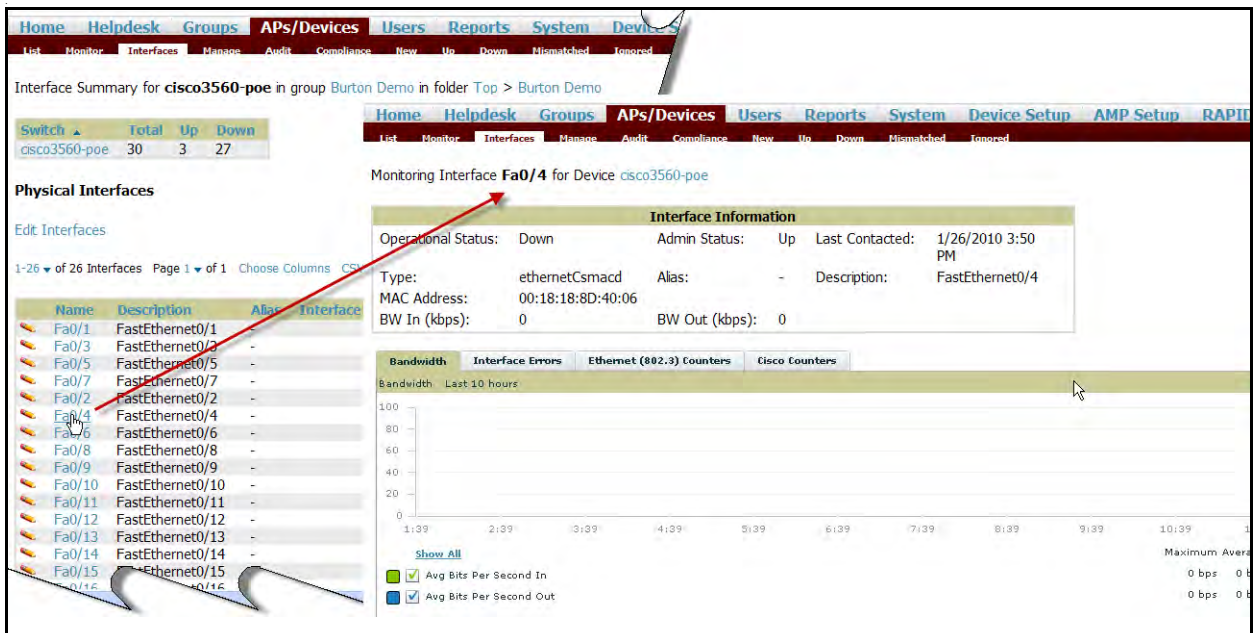 Home Helpdesk Groups APs/Devices Users Reports System
List Monitor Interfaces Manage Audit Compliance New Up Down Mismatched Ignored
Interface Summary for cisco3560-poe in group Burton Demo in folder Top > Burton Demo
Switch Total Up Down
cisco3560-poe 30 3 27
Physical Interfaces
Edit Interfaces
1-26 of 26 Interfaces Page 1 of 1 Choose Columns
Name Description Alias Interface
Fa0/1 FastEthernet0/1 -
Fa0/3 FastEthernet0/3 -
Fa0/5 FastEthernet0/5
Fa0/7 FastEthernet0/7
Fa0/2 FastEthernet0/2
Fa0/4 FastEthernet0/4 -
Fa0/6 FastEthernet0/6 -
Fa0/8 FastEthernet0/8 -
Fa0/9 FastEthernet0/9 -
Fa0/10 FastEthernet0/10 -
Fa0/11 FastEthernet0/11 -
Fa0/12 FastEthernet0/12 -
Fa0/13 FastEthernet0/13 -
Fa0/14 FastEthernet0/14 -
Fa0/15 FastEthernet0/15 -
Home Helpdesk Groups APs/Devices Users Reports System Device Setup AMP Setup RAPID
List Monitor Interfaces Manage Audit Compliance New Up Down Mismatched Ignored
Monitoring Interface Fa0/4 for Device cisco3560-poe
Interface Information
Operational Status: Down Admin Status: Up Last Contacted: 1/26/2010 3:50 PM
Type: ethernetCsmacd Alias: - Description: FastEthernet0/4
MAC Address: 00:18:18:8D:40:06
BW In (kbps): 0 BW Out (kbps): 0
Bandwidth Interface Errors Ethernet (802.3) Counters Cisco Counters
Bandwidth Last 10 hours
100
80
60
40
20
0
1:39 2:39 3:39 4:39 5:39 6:39 7:39 8:39 9:39 10:39
Show All Maximum Avera
Avg Bits Per Second In 0 bps 0 b
Avg Bits Per Second Out 0 bps 0 b